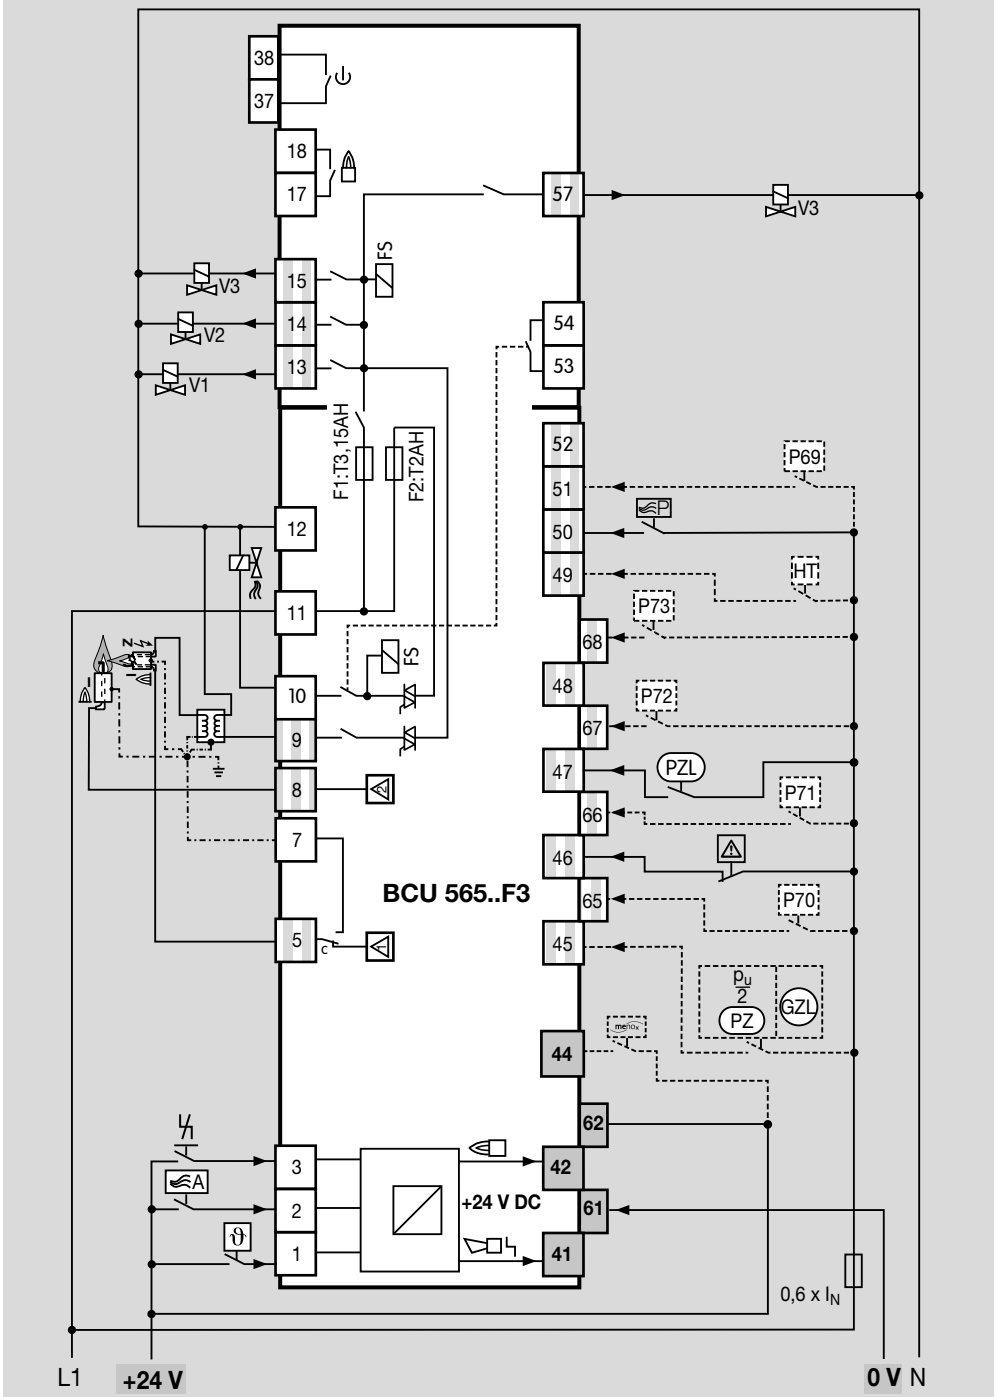 38
37
18
17
57
V3
FS
15
V3
54
14
V2
53
13
V1
F1:T3,15AH
F2:T2AH
52
P69
51
P
12
50
49
HT
11
P73
68
Z
I
FS
10
48
P72
67
9
PZL
47
8
2
P71
66
7
46
BCU 565..F3
65
P70
5
c
1
45
pu
2
PZ
GZL
menox
44
62
3
42
A
2
+24 V DC
61
ϑ
1
41
0,6 x IN
L1
+24 V
0 V
N